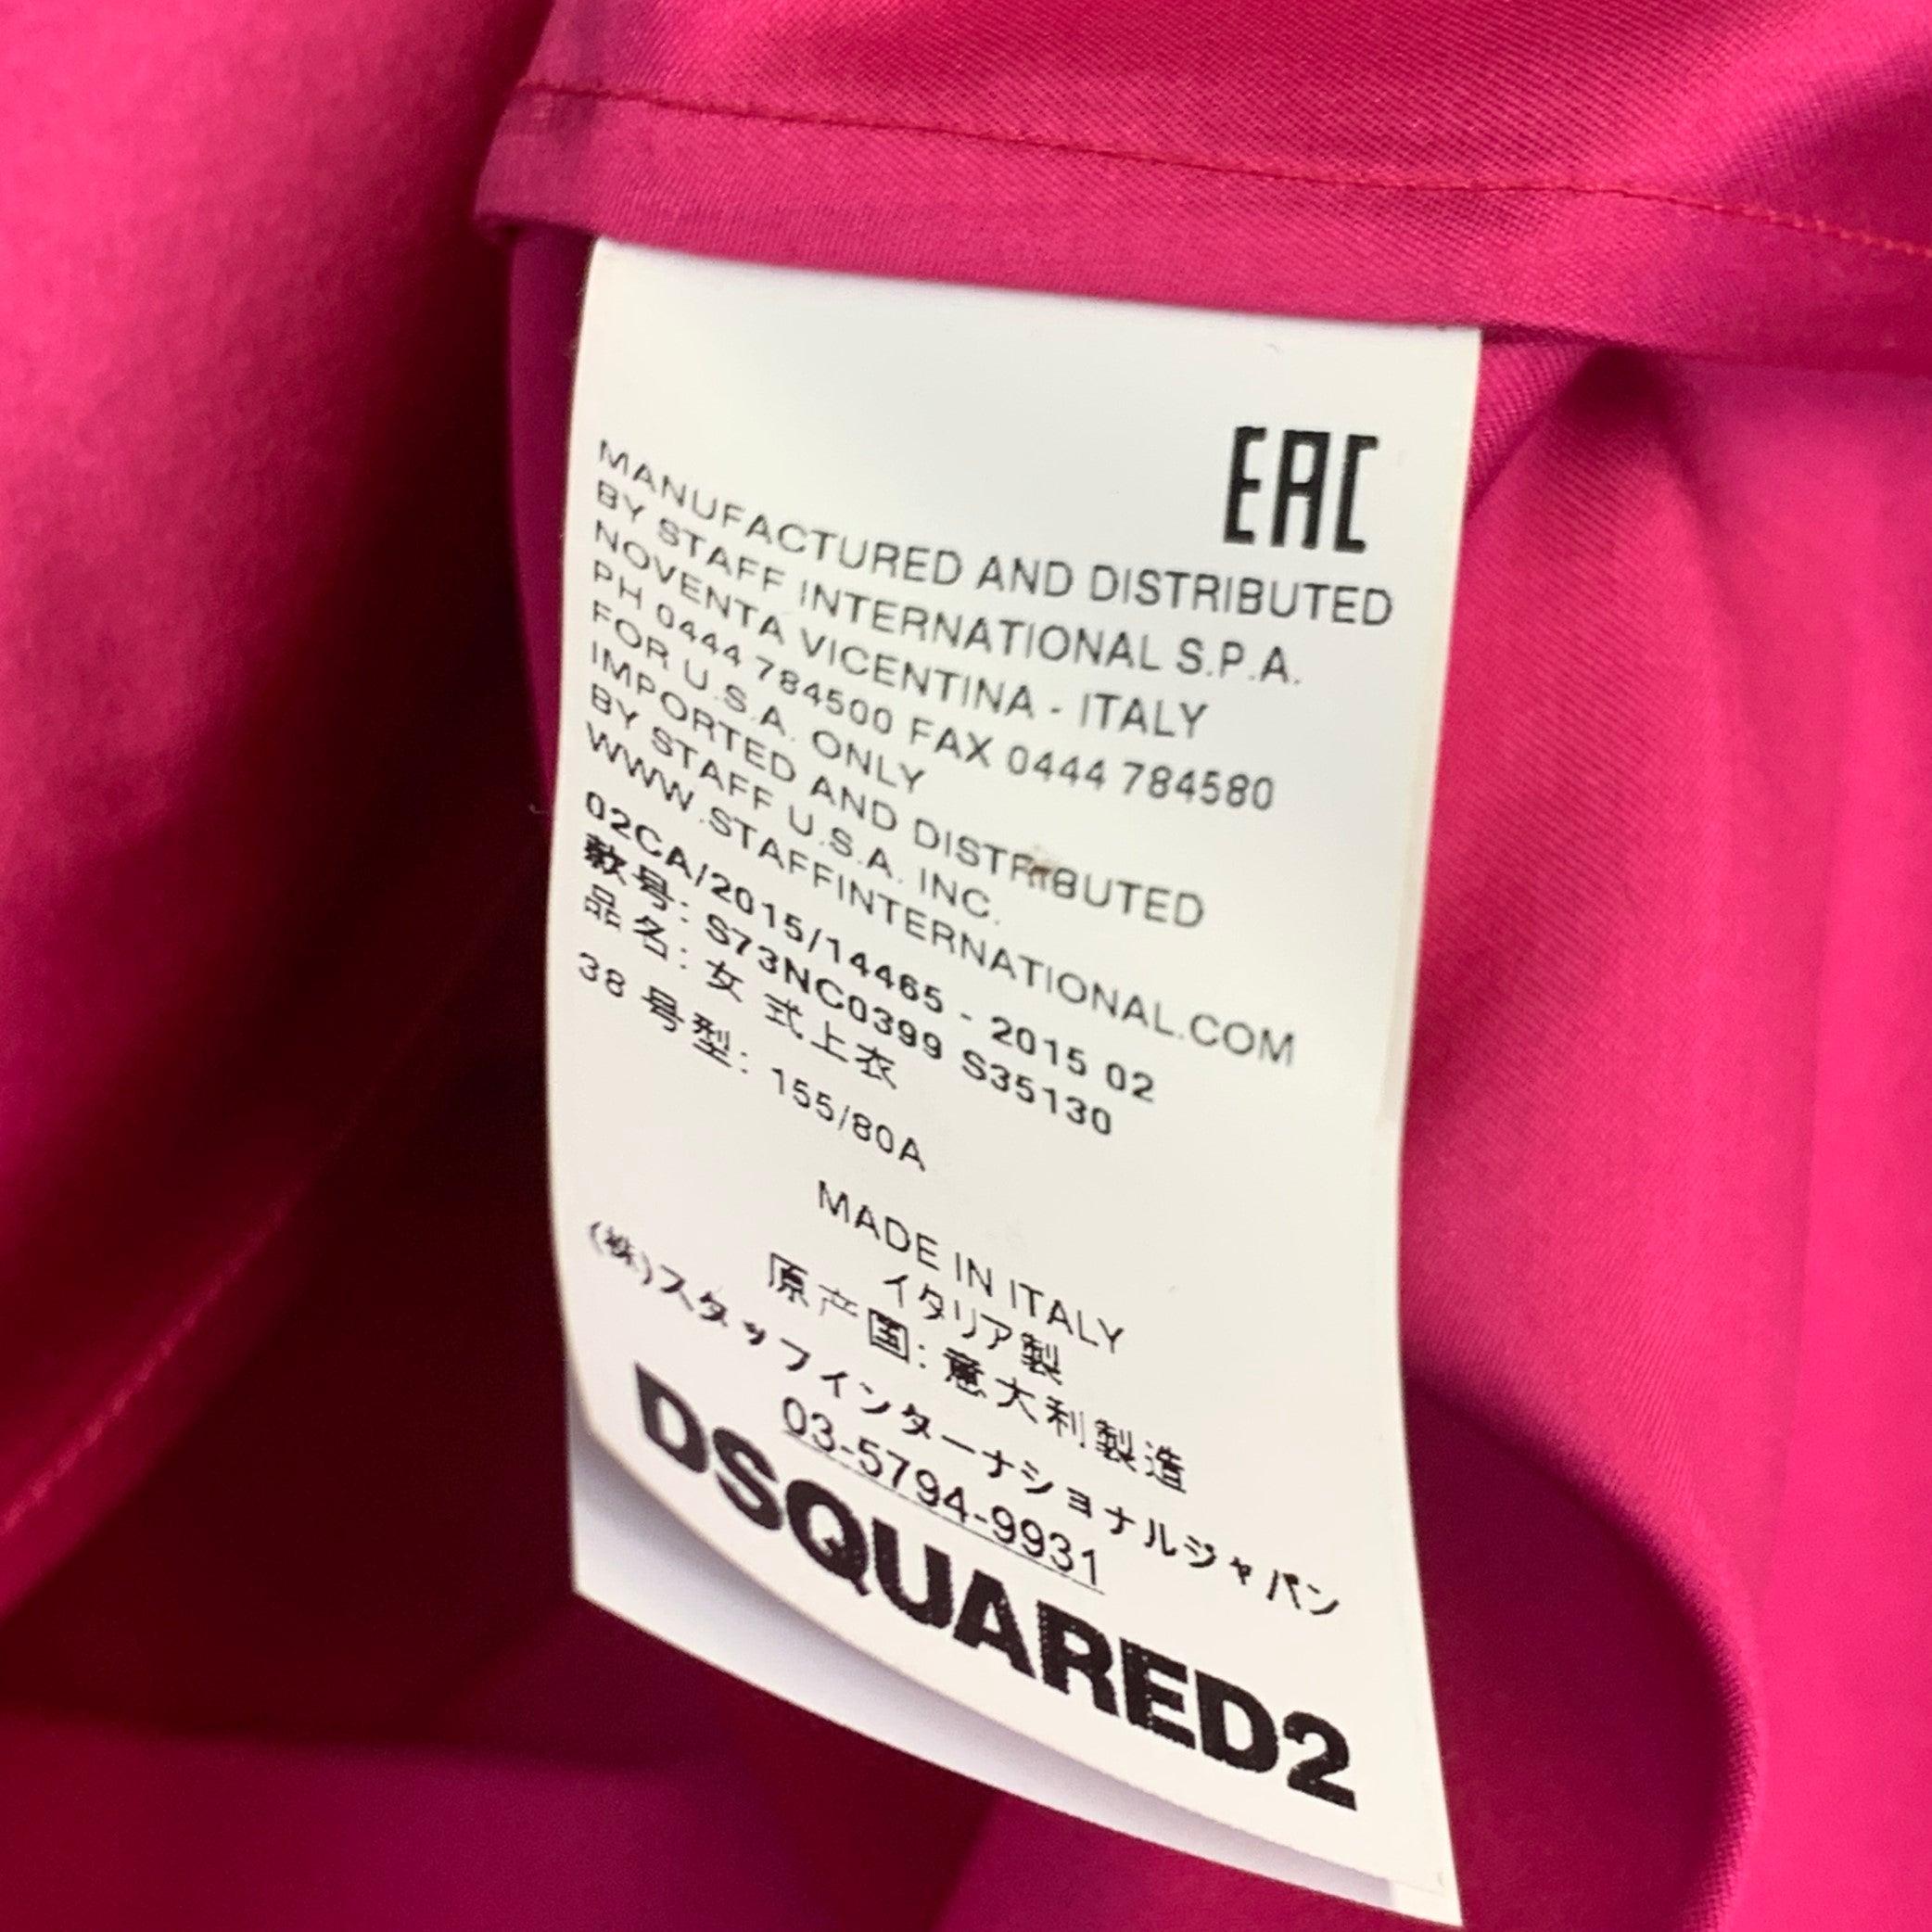 EAC
MANUFACTURED AND DISTRIBUTED
BY STAFF INTERNATIONAL S.P.A.
NOVENTA VICENTINA - ITALY
PH 0444 784500 FAX 0444 784580
FOR U.S.A. ONLY
IMPORTED AND DISTRIBUTED
BY STAFF U.S.A. INC.
WWW.STAFFINTERNATIONAL.COM
02CA/2015/14465 - 2015 02
款号: S73NC0399 S35130
品名: 女式上衣
38 号型: 155/80A
MADE IN ITALY
イタリア製
原产国: 意大利製造
(株)スタッフインターナショナルジャパン
03-5794-9931
DSQUARED2